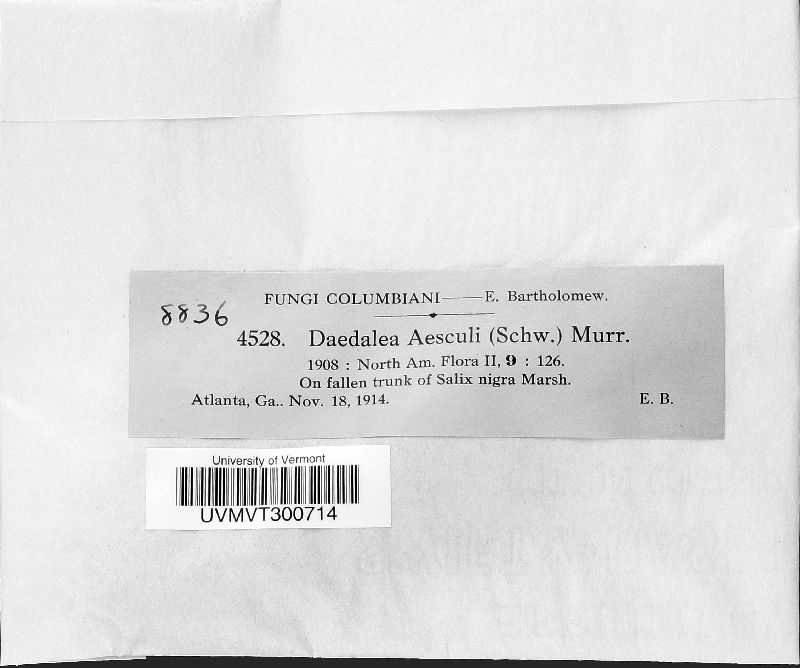 8836
FUNGI COLUMBIANI——E. Bartholomew.
4528. Daedalea Aesculi (Schw.) Murr.
1908 : North Am. Flora II, 9 : 126.
On fallen trunk of Salix nigra Marsh.
Atlanta, Ga.. Nov. 18, 1914. E. B.
University of Vermont
UVMVT300714